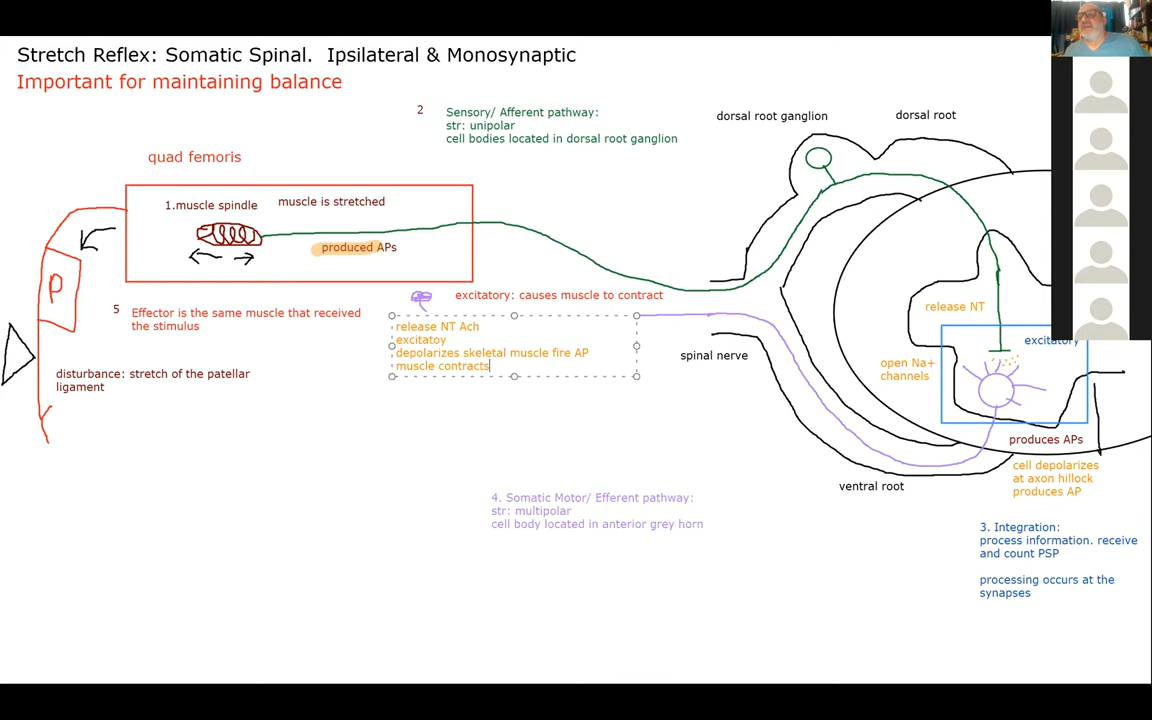 Stretch Reflex: Somatic Spinal.  Ipsilateral & Monosynaptic
Important for maintaining balance
2
Sensory/ Afferent pathway:
str: unipolar
cell bodies located in dorsal root ganglion
dorsal root ganglion
dorsal root
quad femoris
1.muscle spindle
muscle is stretched
produced APs
P
5
Effector is the same muscle that received
the stimulus
excitatory: causes muscle to contract
release NT Ach
excitatoy
depolarizes skeletal muscle fire AP
muscle contracts
disturbance: stretch of the patellar
ligament
spinal nerve
release NT
excitatory
open Na+
channels
produces APs
cell depolarizes
at axon hillock
produces AP
ventral root
4. Somatic Motor/ Efferent pathway:
str: multipolar
cell body located in anterior grey horn
3. Integration:
process information. receive
and count PSP
processing occurs at the
synapses